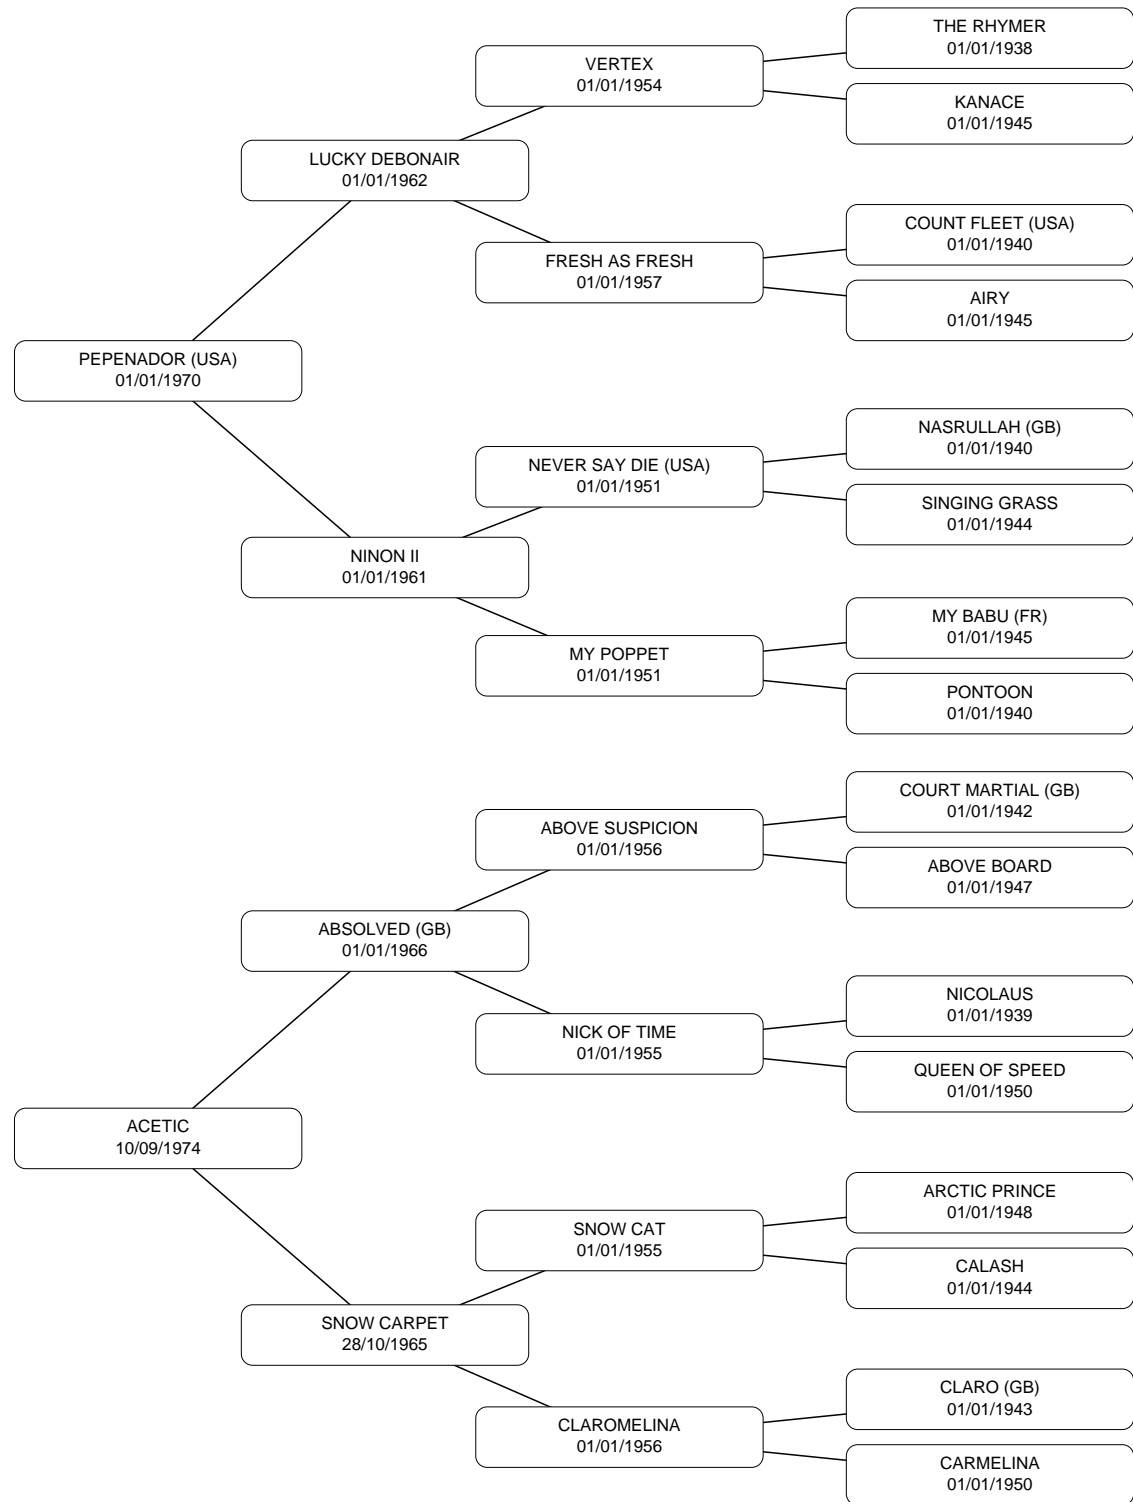 THE RHYMER
01/01/1938
VERTEX
01/01/1954
KANACE
01/01/1945
LUCKY DEBONAIR
01/01/1962
COUNT FLEET (USA)
01/01/1940
FRESH AS FRESH
01/01/1957
AIRY
01/01/1945
PEPENADOR (USA)
01/01/1970
NASRULLAH (GB)
01/01/1940
NEVER SAY DIE (USA)
01/01/1951
SINGING GRASS
01/01/1944
NINON II
01/01/1961
MY BABU (FR)
01/01/1945
MY POPPET
01/01/1951
PONTOON
01/01/1940
COURT MARTIAL (GB)
01/01/1942
ABOVE SUSPICION
01/01/1956
ABOVE BOARD
01/01/1947
ABSOLVED (GB)
01/01/1966
NICOLAUS
01/01/1939
NICK OF TIME
01/01/1955
QUEEN OF SPEED
01/01/1950
ACETIC
10/09/1974
ARCTIC PRINCE
01/01/1948
SNOW CAT
01/01/1955
CALASH
01/01/1944
SNOW CARPET
28/10/1965
CLARO (GB)
01/01/1943
CLAROMELINA
01/01/1956
CARMELINA
01/01/1950